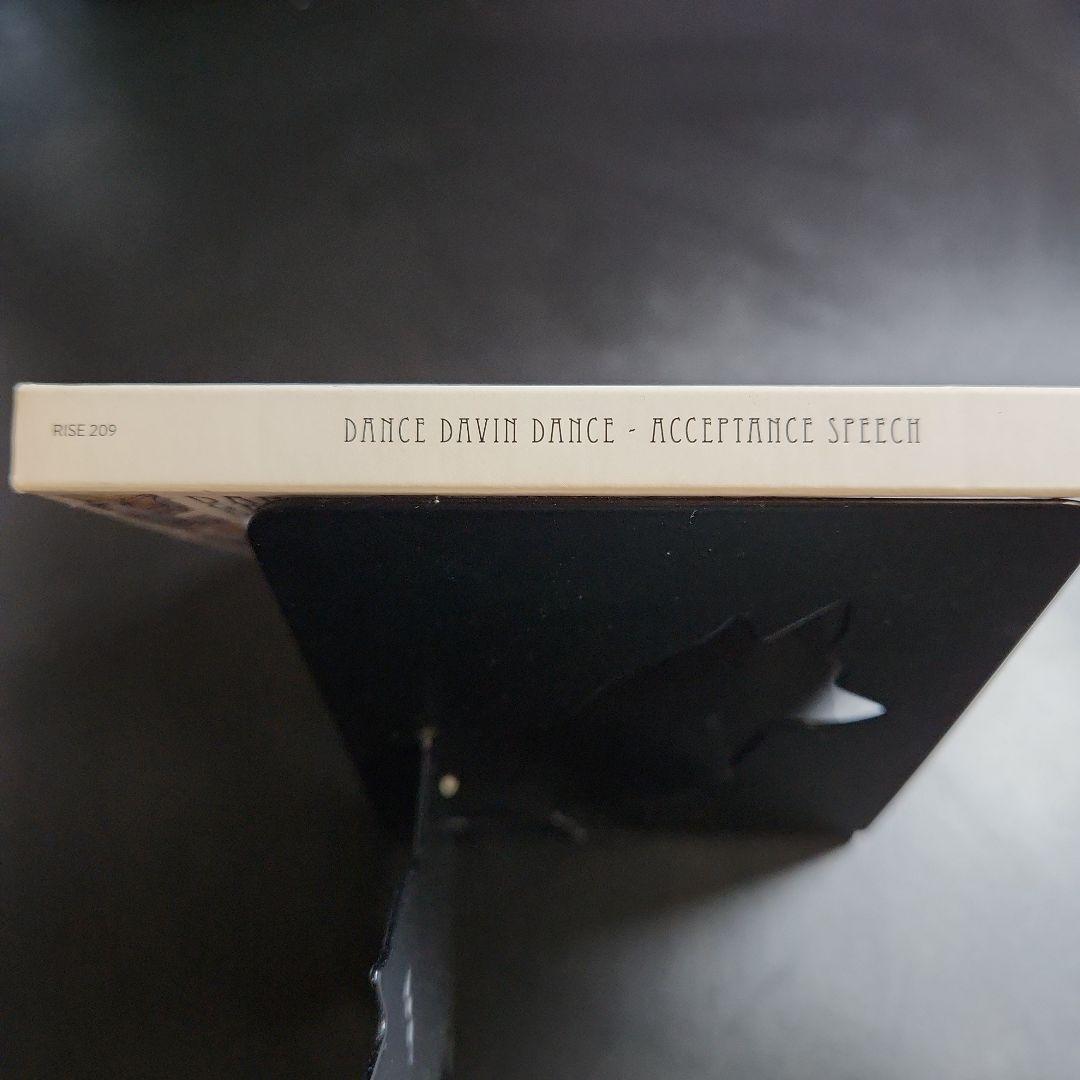 RISE 209
DANCE DAVIN DANCE - ACCEPTANCE SPEECH